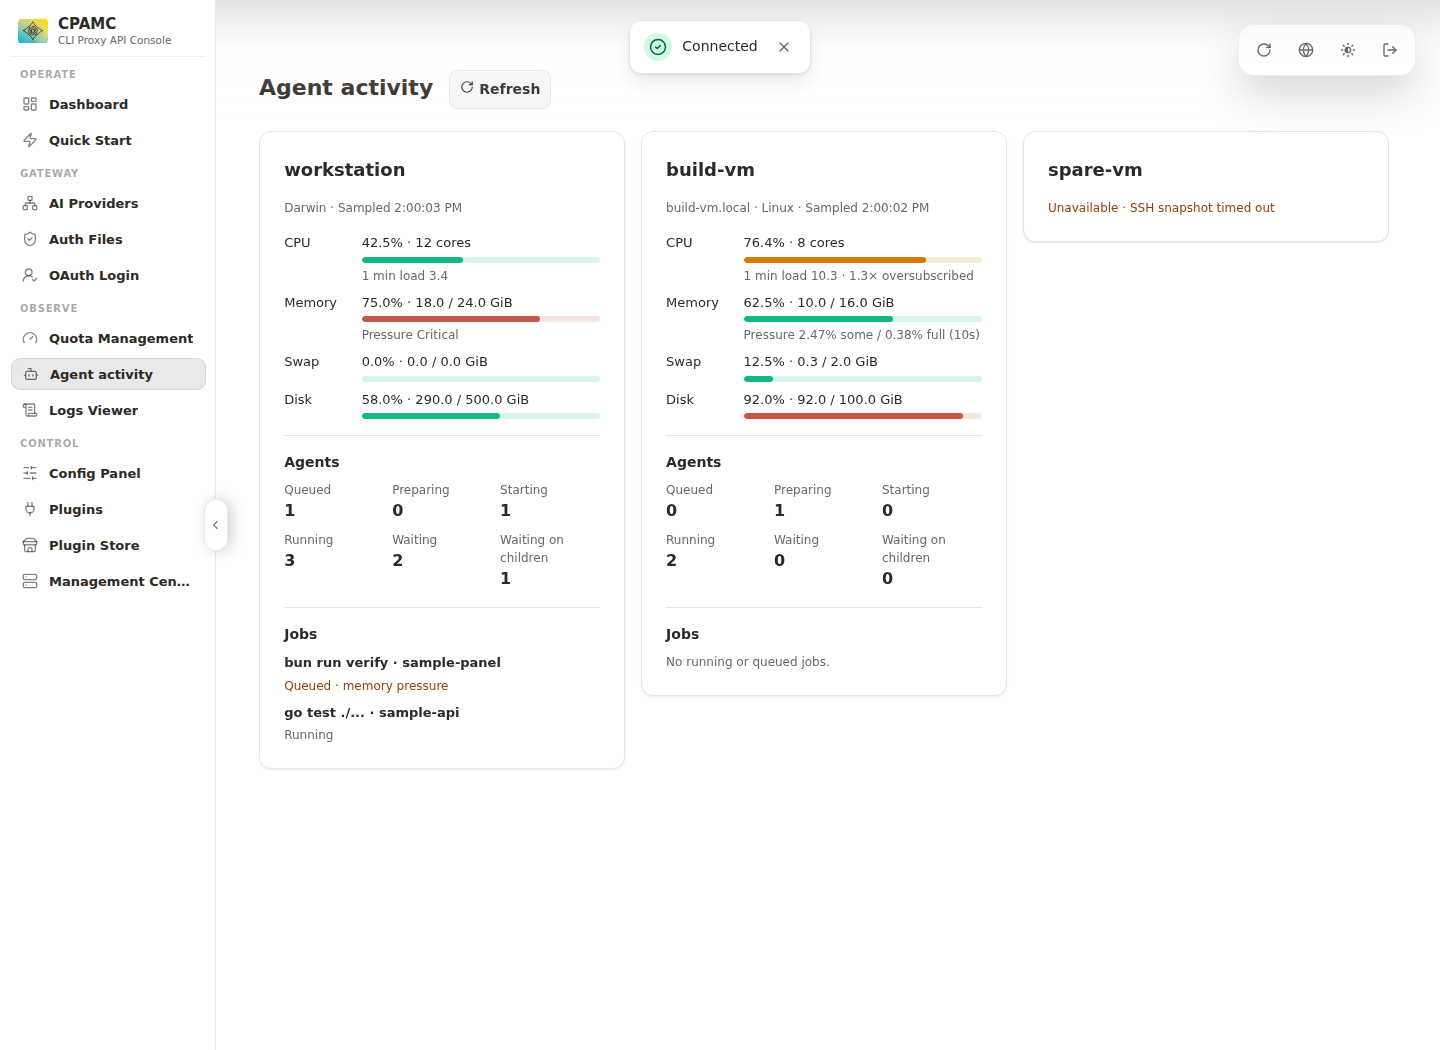 CPAMC
CLI Proxy API Console
OPERATE
Dashboard
Quick Start
GATEWAY
AI Providers
Auth Files
OAuth Login
OBSERVE
Quota Management
Agent activity
Logs Viewer
CONTROL
Config Panel
Plugins
Plugin Store
Management Cen...
Connected
Agent activity
Refresh
workstation
Darwin · Sampled 2:00:03 PM
CPU
42.5% · 12 cores
1 min load 3.4
Memory
75.0% · 18.0 / 24.0 GiB
Pressure Critical
Swap
0.0% · 0.0 / 0.0 GiB
Disk
58.0% · 290.0 / 500.0 GiB
Agents
Queued
1
Preparing
0
Starting
1
Running
3
Waiting
2
Waiting on
children
1
Jobs
bun run verify · sample-panel
Queued · memory pressure
go test ./... · sample-api
Running
build-vm
build-vm.local · Linux · Sampled 2:00:02 PM
CPU
76.4% · 8 cores
1 min load 10.3 · 1.3× oversubscribed
Memory
62.5% · 10.0 / 16.0 GiB
Pressure 2.47% some / 0.38% full (10s)
Swap
12.5% · 0.3 / 2.0 GiB
Disk
92.0% · 92.0 / 100.0 GiB
Agents
Queued
0
Preparing
1
Starting
0
Running
2
Waiting
0
Waiting on
children
0
Jobs
No running or queued jobs.
spare-vm
Unavailable · SSH snapshot timed out